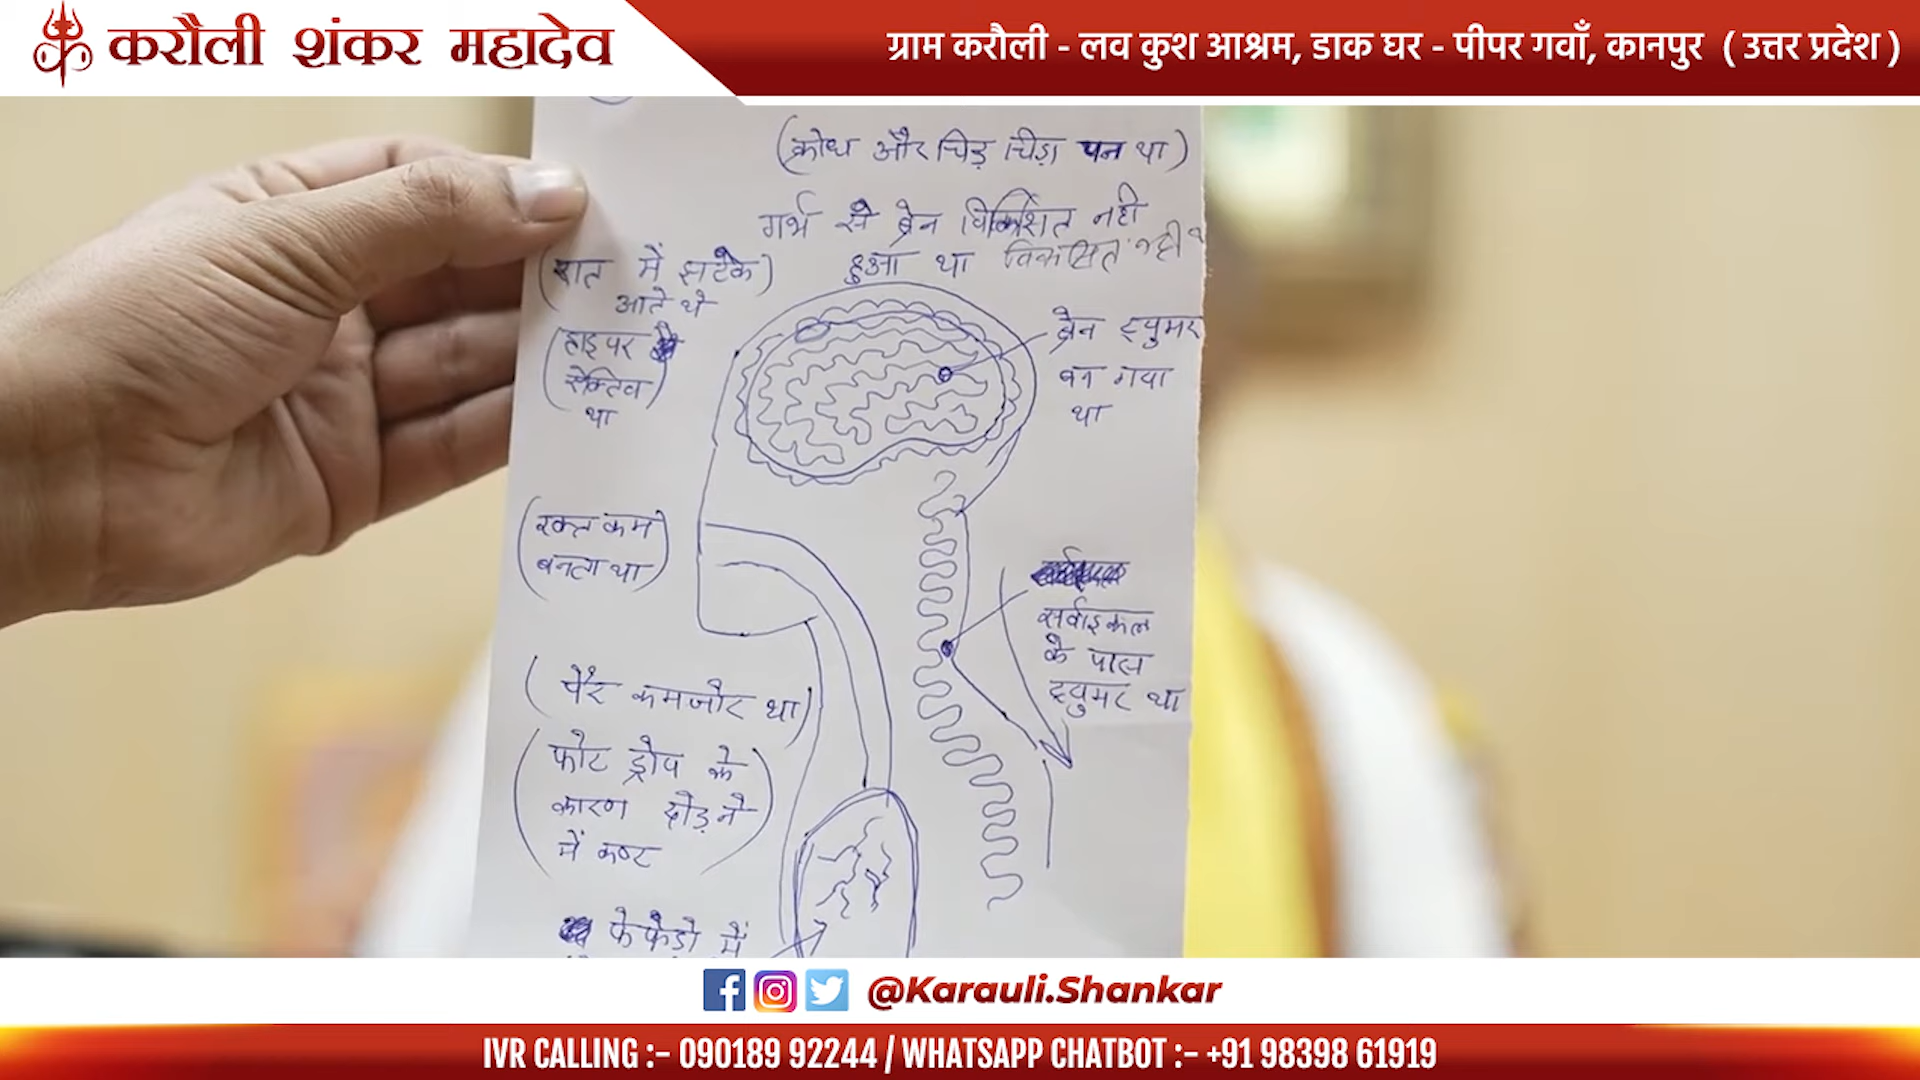 करौली शंकर महादेव
ग्राम करौली - लव कुश आश्रम, डाक घर - पीपर गवाँ, कानपुर ( उत्तर प्रदेश )
(क्रोध और चिड़ चिड़ा पन था)
गर्भ से ब्रेन विकिशित नही
हुआ था विकसित नही
(रात में झटके)
आते थे
(हाइपर
सेन्तिव)
था
ब्रेन ट्युमर
बन गया
था
(रक्त कम
बनता था)
सर्वाइकल
के पास
ट्युमर था
(पैर कमजोर था)
(फोट ड्रोप के
कारण दोड़ने
में कष्ट)
फेफेडो में
@Karauli.Shankar
IVR CALLING :- 090189 92244 / WHATSAPP CHATBOT :- +91 98398 61919